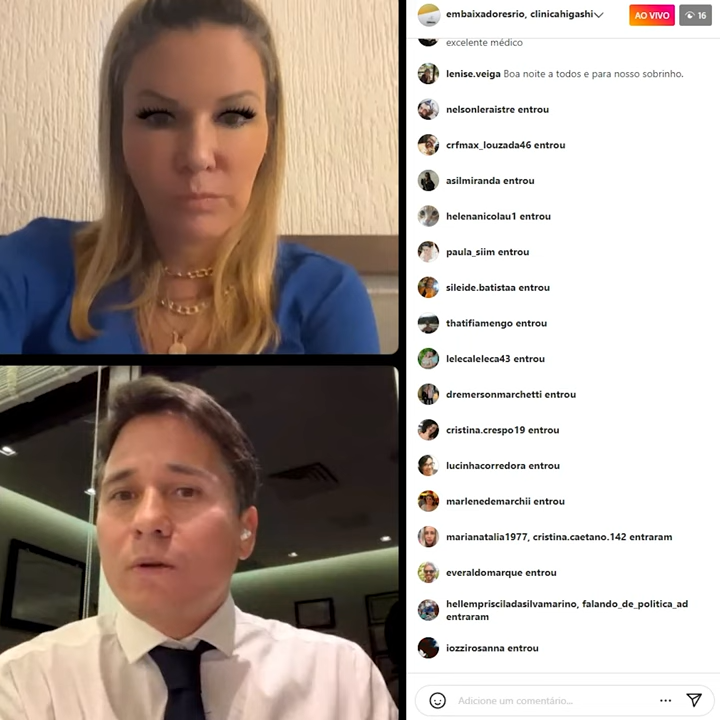 embaixadoresrio, clinicahigashi
AO VIVO
16
excelente médico
lenise.veiga Boa noite a todos e para nosso sobrinho.
nelsonleraistre entrou
crfmax_louzada46 entrou
asilmiranda entrou
helenanicolau1 entrou
paula_siim entrou
sileide.batistaa entrou
thatifiamengo entrou
lelecaleleca43 entrou
dremersonmarchetti entrou
cristina.crespo19 entrou
lucinhacorredora entrou
marlenedemarchii entrou
marianatalia1977, cristina.caetano.142 entraram
everaldomarque entrou
hellemprisciladasilvamarino, falando_de_politica_ad
entraram
iozzirosanna entrou
Adicione um comentário...